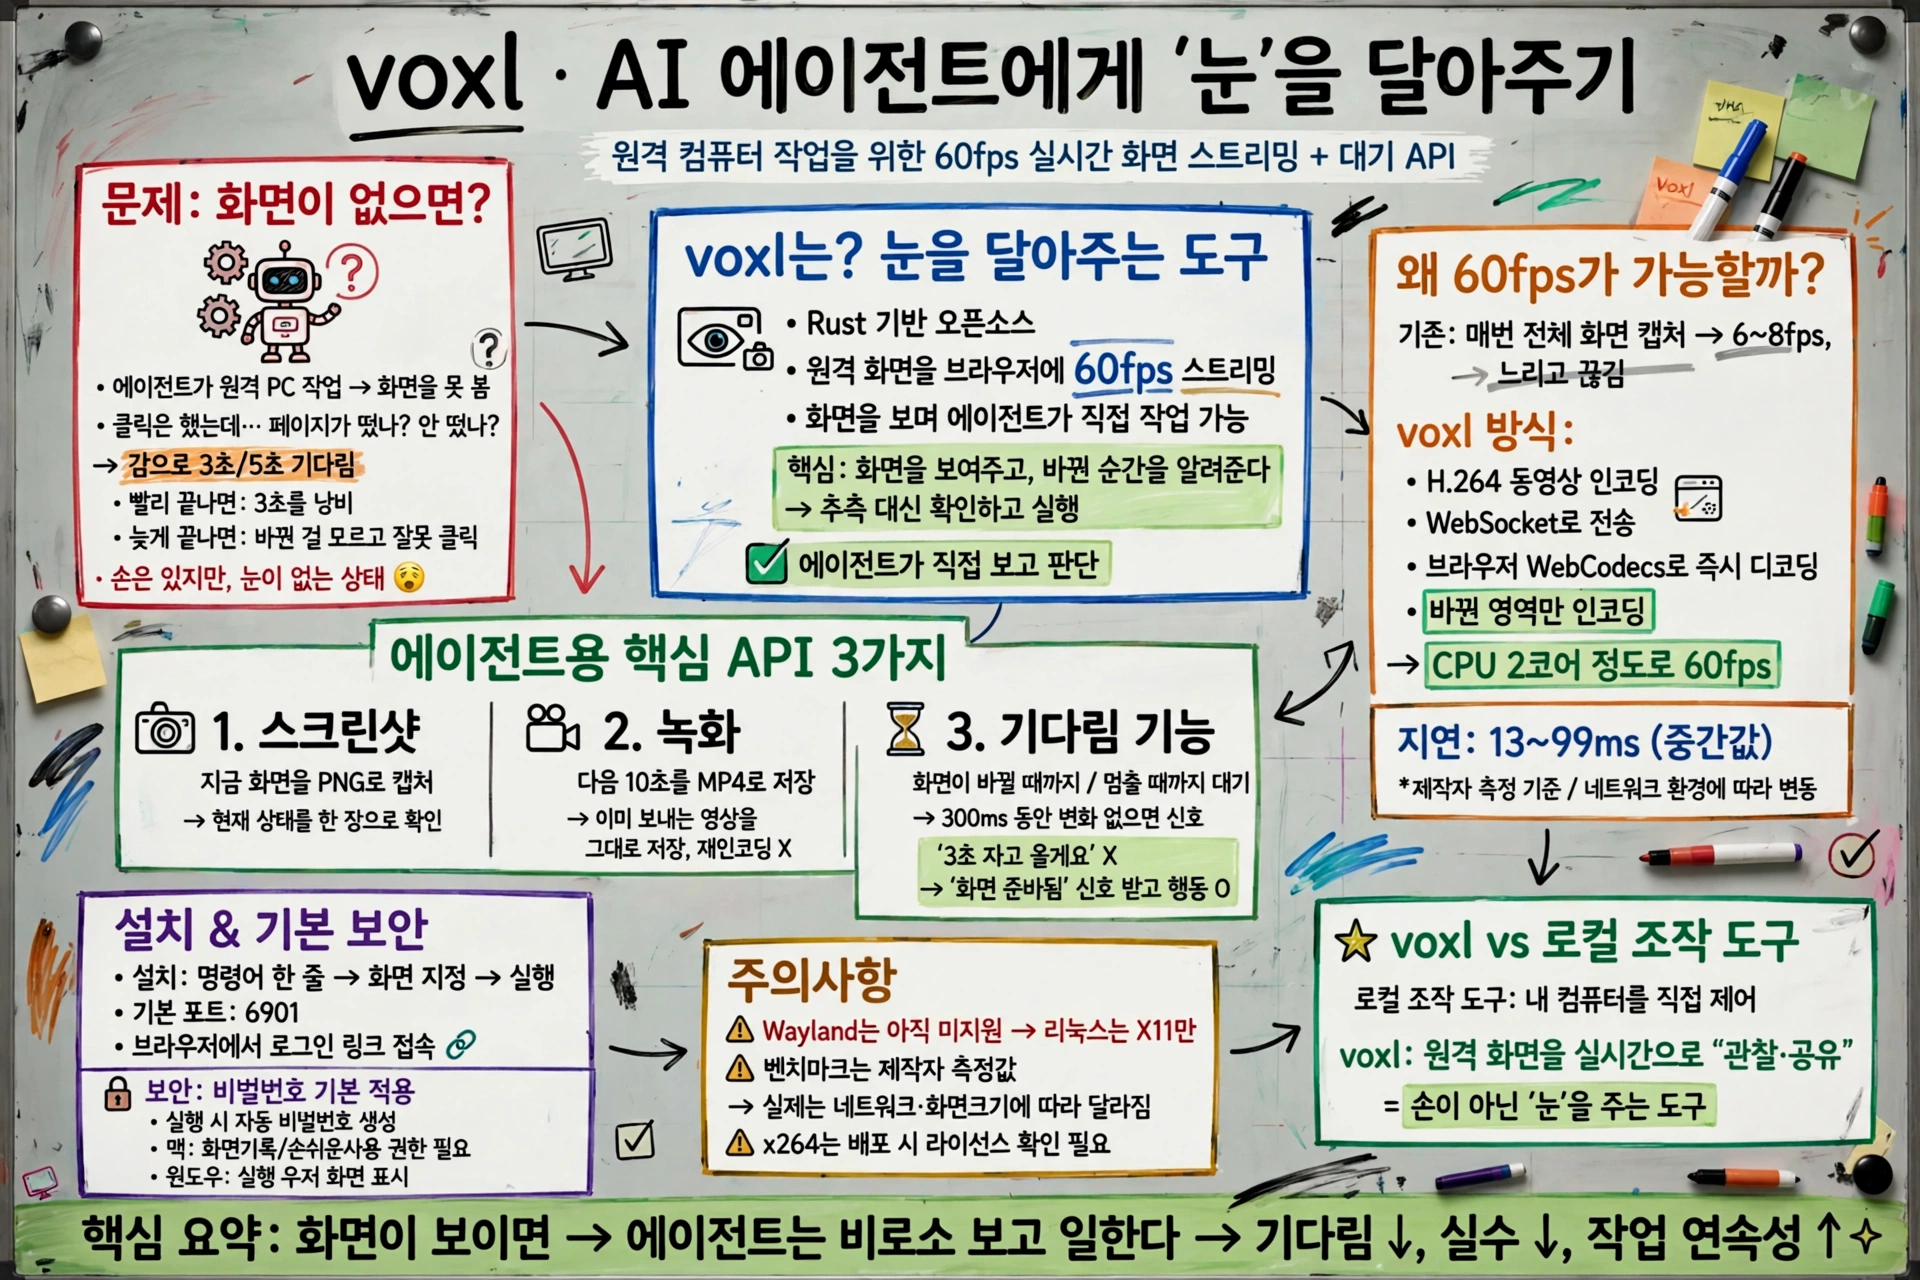 voxl · AI 에이전트에게 '눈'을 달아주기
원격 컴퓨터 작업을 위한 60fps 실시간 화면 스트리밍 + 대기 API
문제: 화면이 없으면?
?
?
• 에이전트가 원격 PC 작업 → 화면을 못 봄
• 클릭은 했는데… 페이지가 떴나? 안 떴나?
→ 감으로 3초/5초 기다림
• 빨리 끝나면: 3초를 낭비
• 늦게 끝나면: 바뀐 걸 모르고 잘못 클릭
• 손은 있지만, 눈이 없는 상태
voxl는? 눈을 달아주는 도구
• Rust 기반 오픈소스
• 원격 화면을 브라우저에 60fps 스트리밍
• 화면을 보며 에이전트가 직접 작업 가능
핵심: 화면을 보여주고, 바뀐 순간을 알려준다
→ 추측 대신 확인하고 실행
에이전트가 직접 보고 판단
voxl
왜 60fps가 가능할까?
기존: 매번 전체 화면 캡처 → 6~8fps,
→ 느리고 끊김
voxl 방식:
• H.264 동영상 인코딩
• WebSocket로 전송
• 브라우저 WebCodecs로 즉시 디코딩
• 바뀐 영역만 인코딩
→ CPU 2코어 정도로 60fps
지연: 13~99ms (중간값)
*제작자 측정 기준 / 네트워크 환경에 따라 변동
에이전트용 핵심 API 3가지
1. 스크린샷
지금 화면을 PNG로 캡처
→ 현재 상태를 한 장으로 확인
2. 녹화
다음 10초를 MP4로 저장
→ 이미 보내는 영상을
그대로 저장, 재인코딩 X
3. 기다림 기능
화면이 바뀔 때까지 / 멈출 때까지 대기
→ 300ms 동안 변화 없으면 신호
'3초 자고 올게요' X
→ '화면 준바됨' 신호 받고 행동 O
설치 & 기본 보안
• 설치: 명령어 한 줄 → 화면 지정 → 실행
• 기본 포트: 6901
• 브라우저에서 로그인 링크 접속
보안: 비벌번호 기본 적용
• 실행 시 자동 비벌번호 생성
• 맥: 화면기록/손쉬운사용 권한 필요
• 윈도우: 실행 우저 화면 표시
주의사항
Wayland는 아직 미지원 → 리눅스는 X11만
벤치마크는 제작자 측정값
→ 실제는 네트워크·화면크기에 따라 달라짐
x264는 배포 시 라이선스 확인 필요
voxl vs 로컬 조작 도구
로컬 조작 도구: 내 컴퓨터를 직접 제어
voxl: 원격 화면을 실시간으로 "관찰·공유"
= 손이 아닌 '눈'을 주는 도구
핵심 요약: 화면이 보이면 → 에이전트는 비로소 보고 일한다 → 기다림 ↓, 실수 ↓, 작업 연속성 ↑